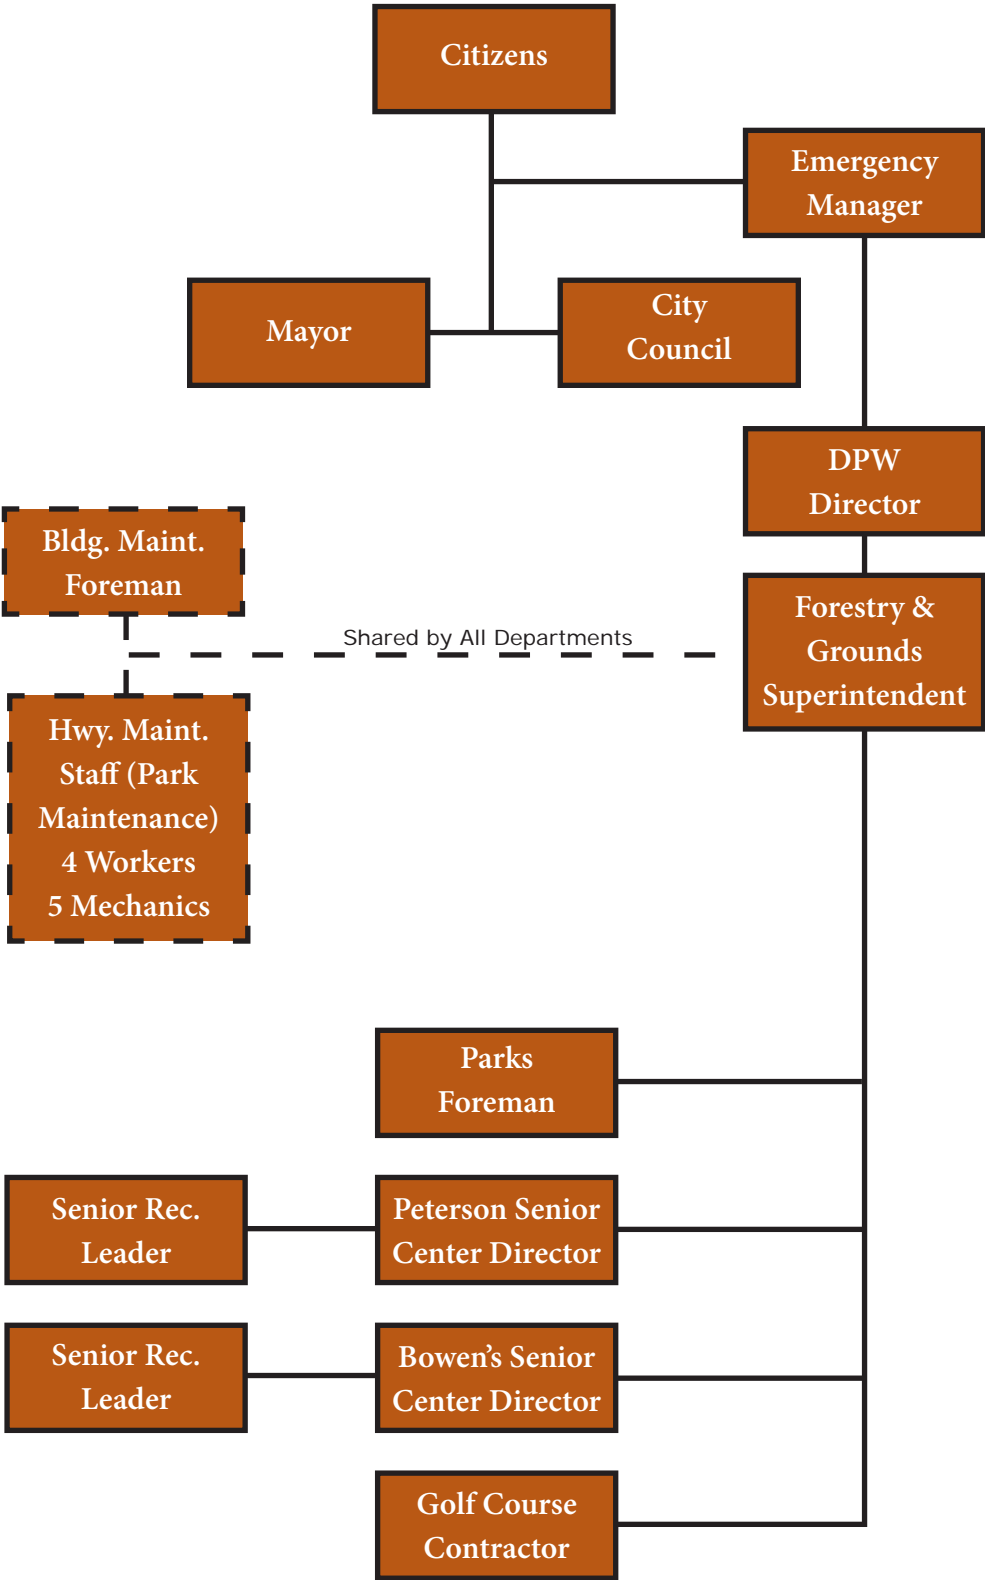 Citizens
Emergency
Manager
Mayor
City
Council
DPW
Director
Bldg. Maint.
Foreman
Shared by All Departments
Forestry &
Grounds
Superintendent
Hwy. Maint.
Staff (Park
Maintenance)
4 Workers
5 Mechanics
Parks
Foreman
Senior Rec.
Leader
Peterson Senior
Center Director
Senior Rec.
Leader
Bowen's Senior
Center Director
Golf Course
Contractor